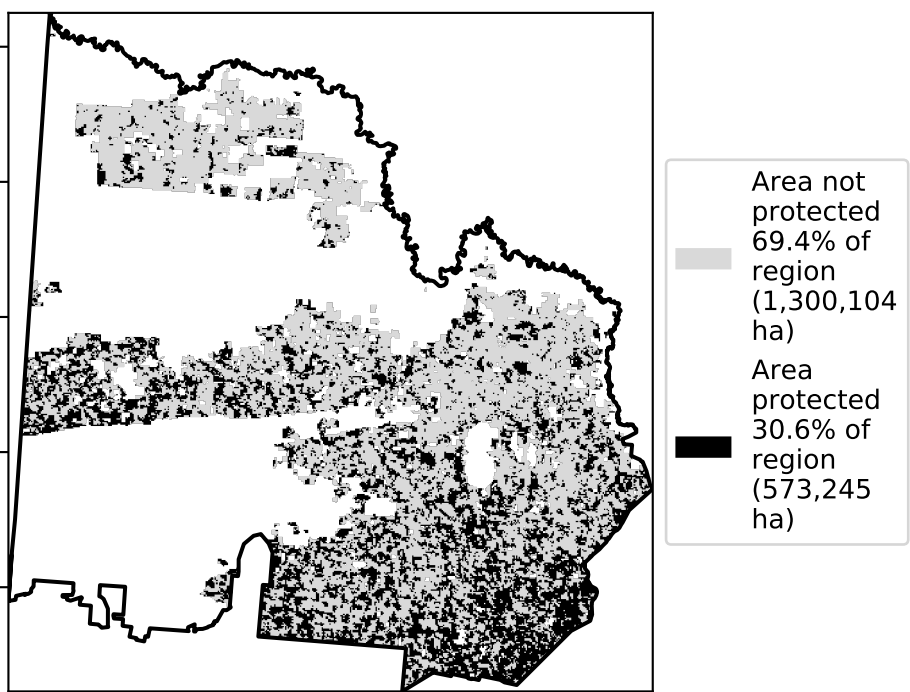 Area not
protected
69.4% of
region
(1,300,104
ha)
Area
protected
30.6% of
region
(573,245
ha)